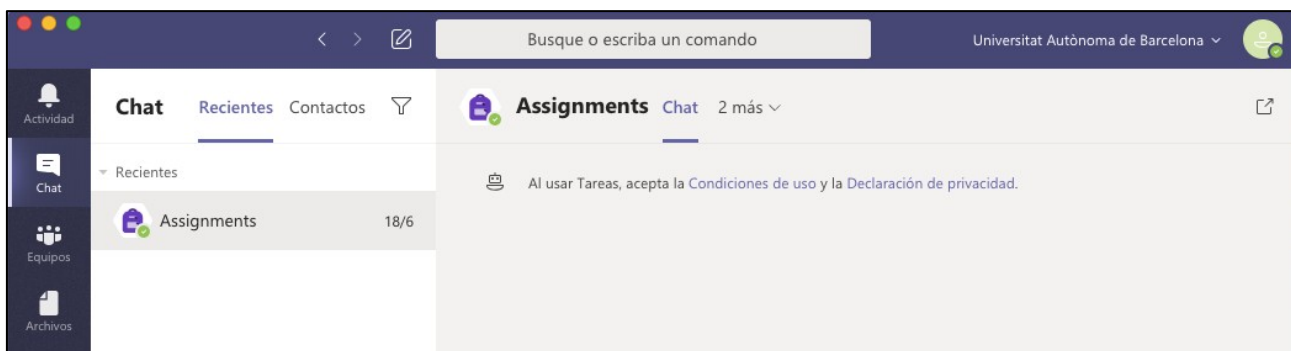 Busque o escriba un comando
Universitat Autònoma de Barcelona
Actividad
Chat
Equipos
Archivos
Chat Recientes Contactos
Recientes
Assignments 18/6
Assignments Chat 2 más
Al usar Tareas, acepta la Condiciones de uso y la Declaración de privacidad.